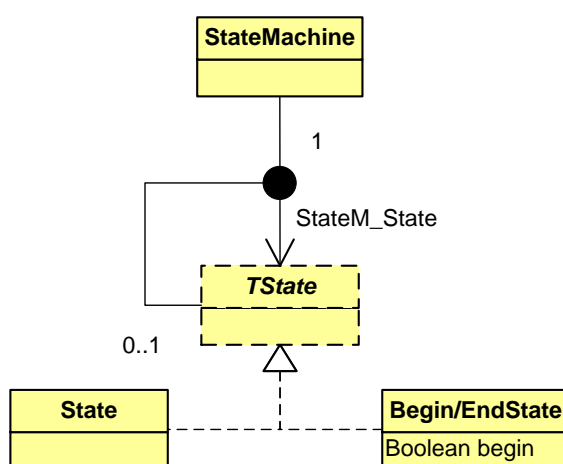 StateMachine
1
StateM_State
TState
0..1
State
Begin/EndState
Boolean begin